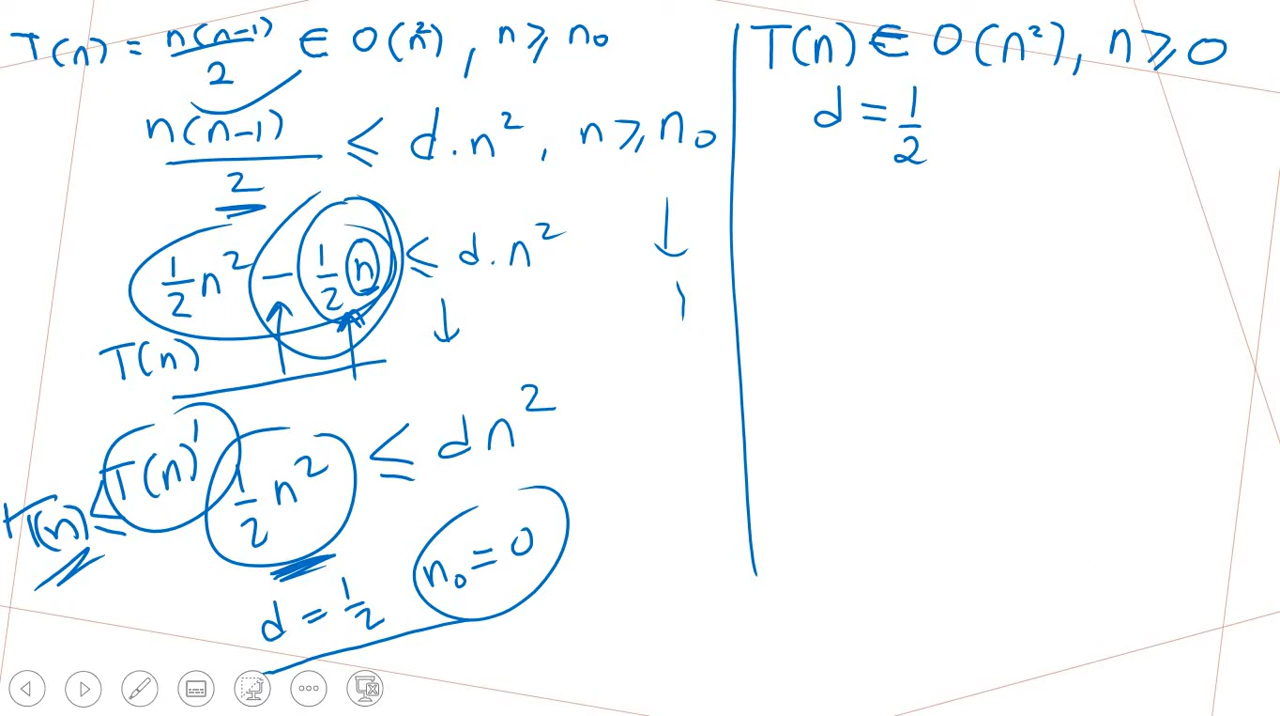 T(n) = n(n-1)/2 ∈ O(n²), n ≥ n₀
n(n-1)/2 ≤ d.n², n ≥ n₀
1/2 n² - 1/2 n ≤ d.n²
T(n)
T(n)' 1/2 n² ≤ dn²
T(n) ≤
d = 1/2 n₀ = 0
T(n) ∈ O(n²), n ≥ 0
d = 1/2